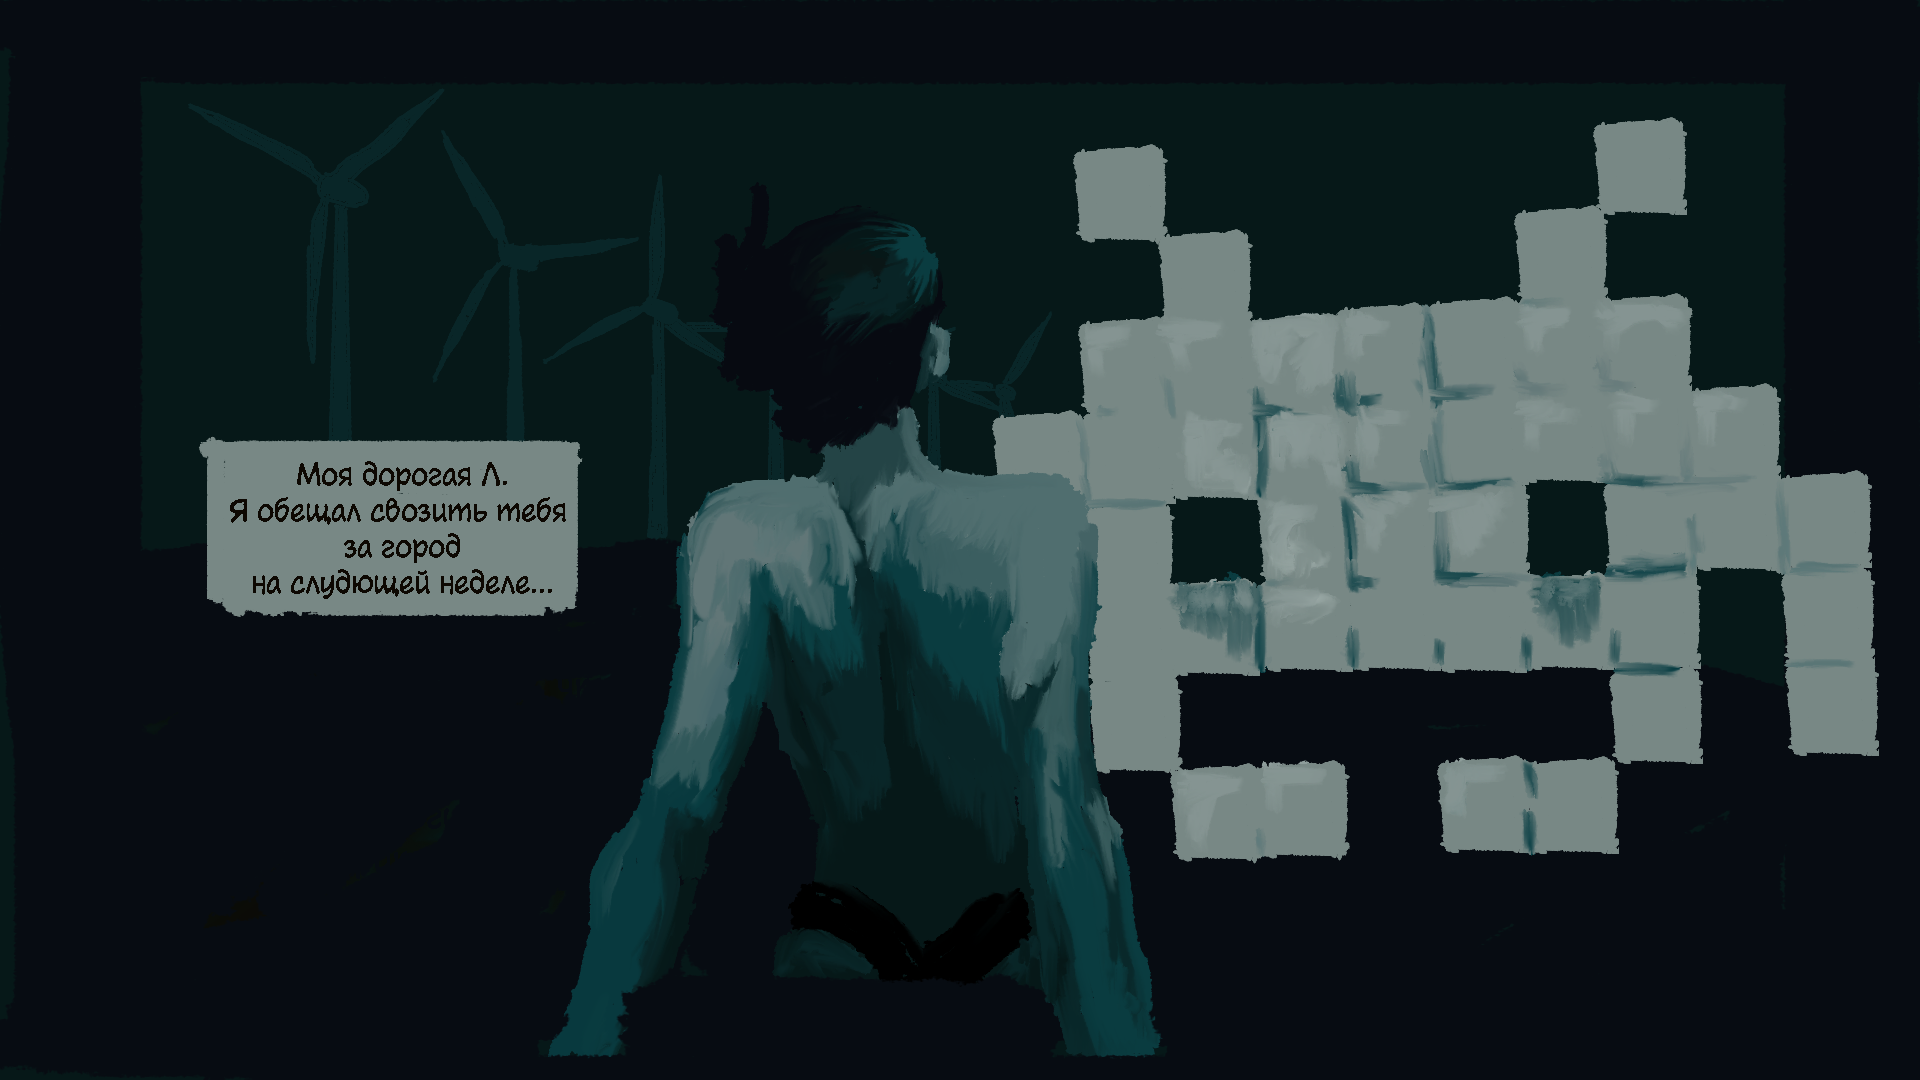 Моя дорогая Л.
Я обещал свозить тебя
за город
на слудющей неделе...